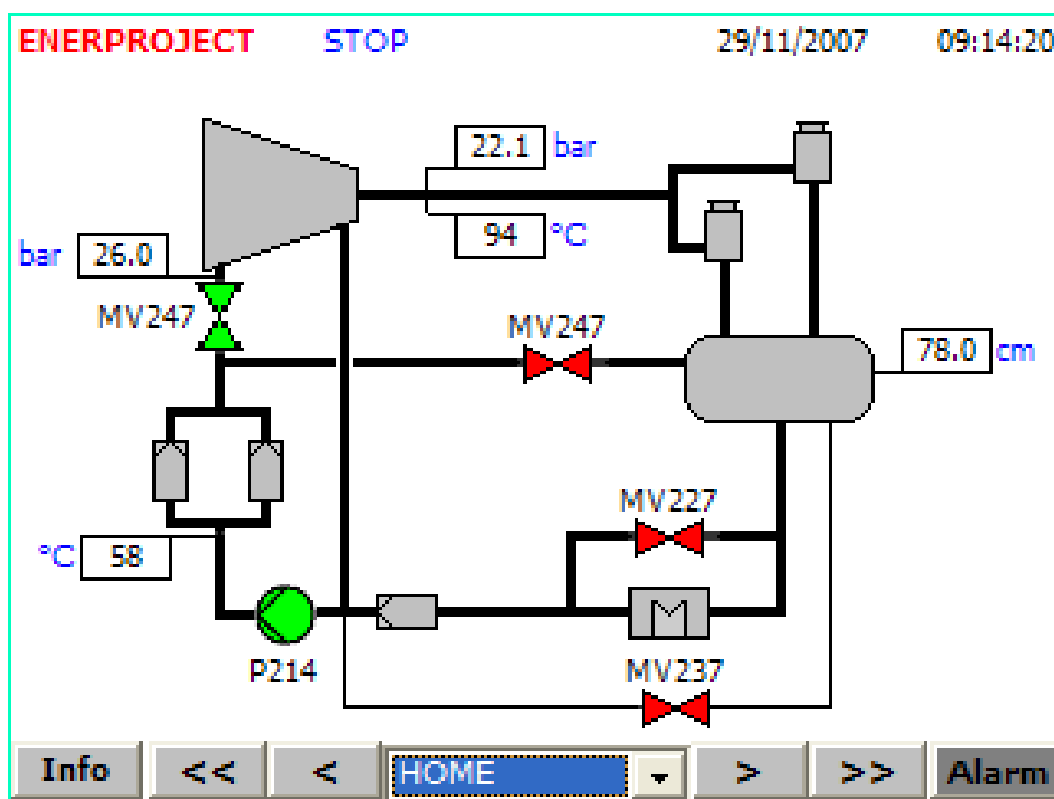 ENERPROJECT STOP 29/11/2007 09:14:20
22.1 bar
94 °C
bar 26.0
MV247
MV247
78.0 cm
MV227
°C 58
P214
MV237
Info << < HOME > >> Alarm